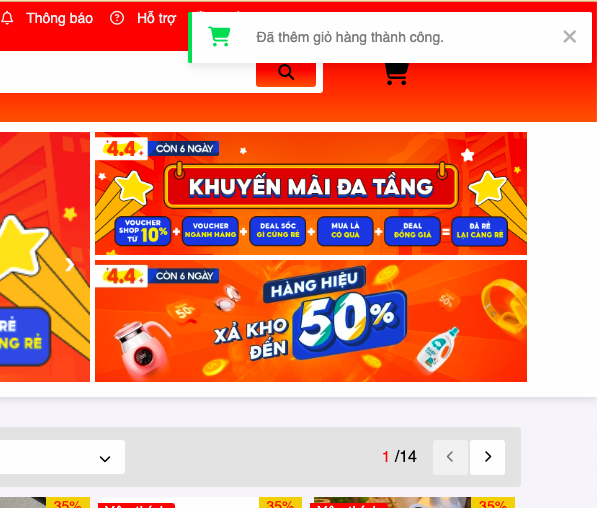 Thông báo
Hỗ trợ
Đã thêm giỏ hàng thành công.
4.4
CÒN 6 NGÀY
KHUYẾN MÃI ĐA TẦNG
VOUCHER
SHOP TỪ 10%
+
VOUCHER
NGÀNH HÀNG
+
DEAL SỐC
GÌ CŨNG RẺ
+
MUA LÀ
CÓ QUÀ
+
DEAL
ĐỒNG GIÁ
=
ĐÃ RẺ
LẠI CÀNG RẺ
4.4
CÒN 6 NGÀY
HÀNG HIỆU
XẢ KHO
ĐẾN
50%
50%
1 /14
35%
35%
35%